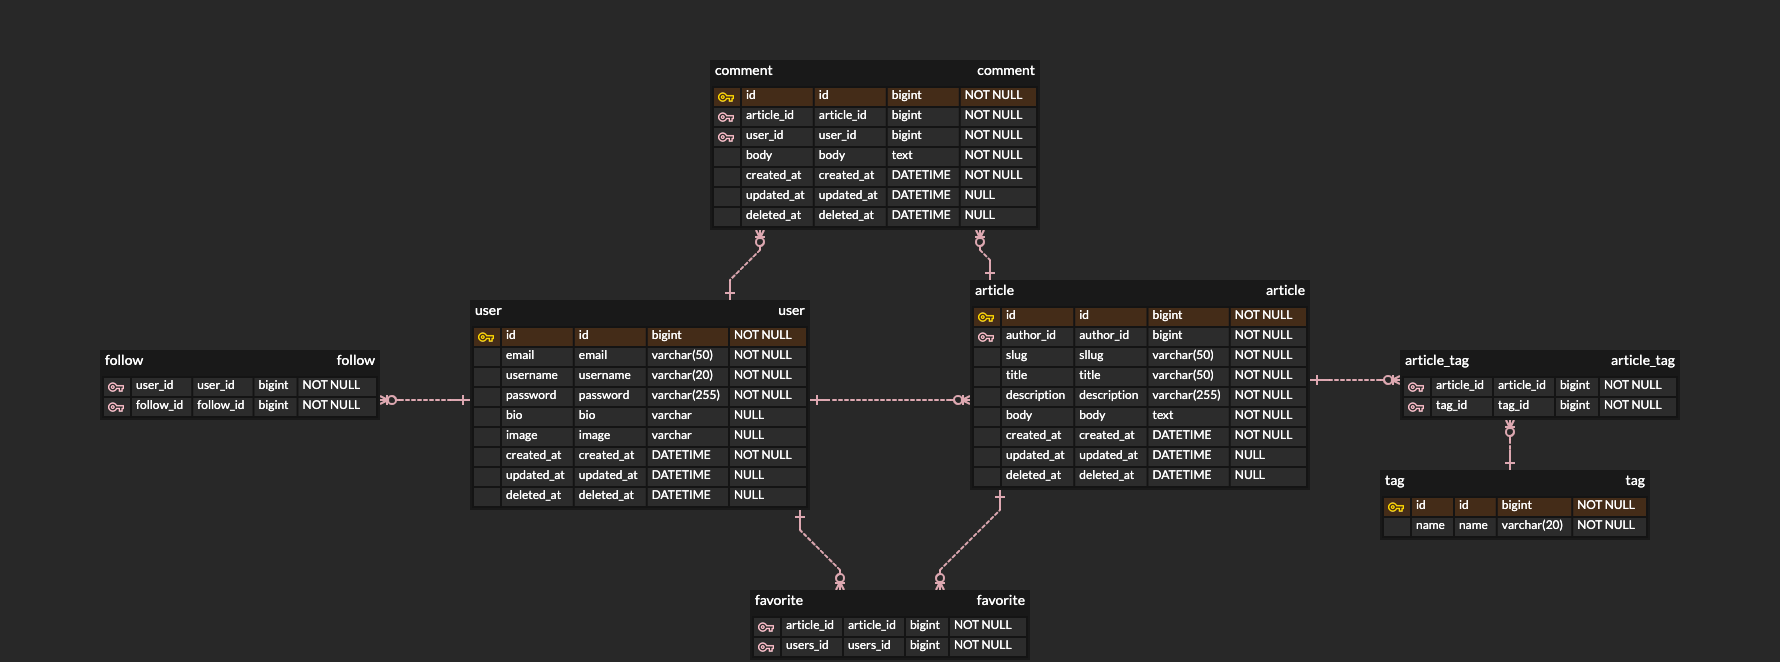 comment comment
id id bigint NOT NULL
article_id article_id bigint NOT NULL
user_id user_id bigint NOT NULL
body body text NOT NULL
created_at created_at DATETIME NOT NULL
updated_at updated_at DATETIME NULL
deleted_at deleted_at DATETIME NULL
user user
id id bigint NOT NULL
email email varchar(50) NOT NULL
username username varchar(20) NOT NULL
password password varchar(255) NOT NULL
bio bio varchar NULL
image image varchar NULL
created_at created_at DATETIME NOT NULL
updated_at updated_at DATETIME NULL
deleted_at deleted_at DATETIME NULL
article article
id id bigint NOT NULL
author_id author_id bigint NOT NULL
slug sllug varchar(50) NOT NULL
title title varchar(50) NOT NULL
description description varchar(255) NOT NULL
body body text NOT NULL
created_at created_at DATETIME NOT NULL
updated_at updated_at DATETIME NULL
deleted_at deleted_at DATETIME NULL
follow follow
user_id user_id bigint NOT NULL
follow_id follow_id bigint NOT NULL
article_tag article_tag
article_id article_id bigint NOT NULL
tag_id tag_id bigint NOT NULL
tag tag
id id bigint NOT NULL
name name varchar(20) NOT NULL
favorite favorite
article_id article_id bigint NOT NULL
users_id users_id bigint NOT NULL